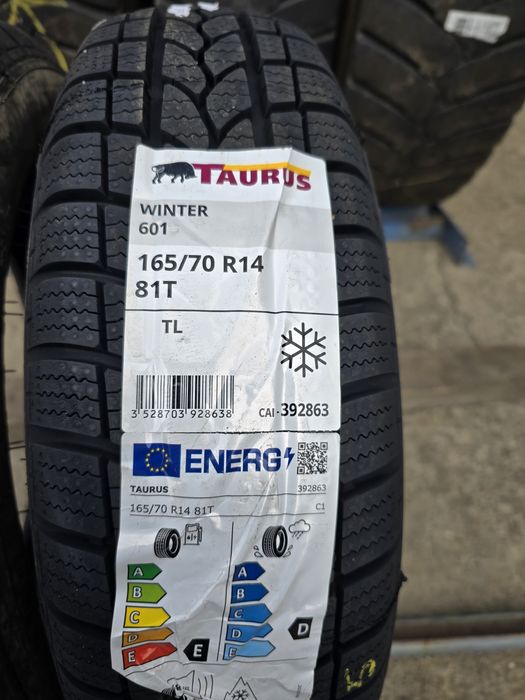 TAURUS
WINTER
601
165/70 R14
81T
TL
3 528703 928638
CAI-392863
ENERG
TAURUS 392863
165/70 R14 81T C1
A A
B B
C C
D D
E E
E D